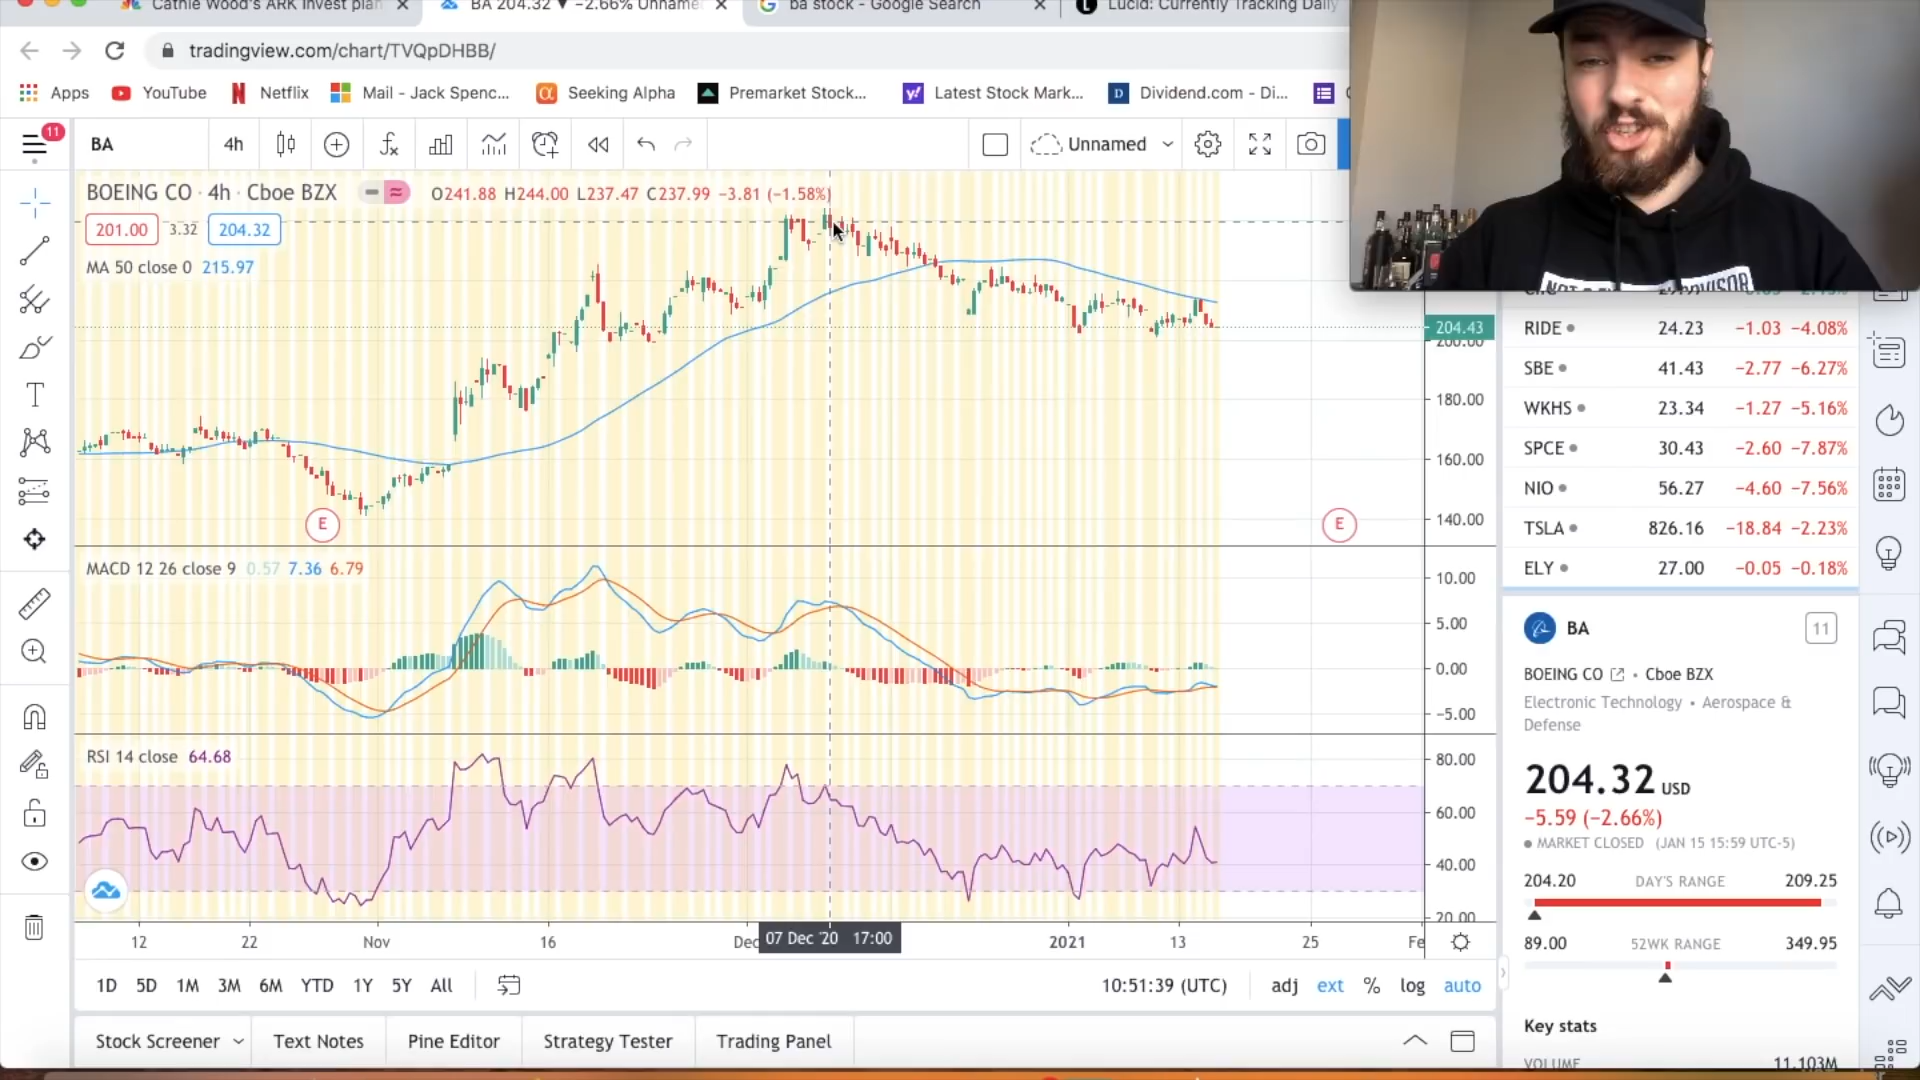 Cathie Wood's ARK Invest plan
BA 204.32 ▼ −2.66% Unname
ba stock - Google Search
Lucid: Currently Tracking Daily
tradingview.com/chart/TVQpDHBB/
Apps
YouTube
Netflix
Mail - Jack Spenc...
Seeking Alpha
Premarket Stock...
Latest Stock Mark...
Dividend.com - Di...
11
BA
4h
Unnamed
BOEING CO · 4h · Cboe BZX
O241.88 H244.00 L237.47 C237.99 −3.81 (−1.58%)
201.00
3.32
204.32
MA 50 close 0 215.97
204.43
200.00
180.00
160.00
140.00
E
E
MACD 12 26 close 9 0.57 7.36 6.79
10.00
5.00
0.00
−5.00
RSI 14 close 64.68
80.00
60.00
40.00
20.00
12
22
Nov
16
Dec
07 Dec '20 17:00
2021
13
25
Fe
1D 5D 1M 3M 6M YTD 1Y 5Y All
10:51:39 (UTC)
adj ext % log auto
Stock Screener
Text Notes
Pine Editor
Strategy Tester
Trading Panel
RIDE 24.23 −1.03 −4.08%
SBE 41.43 −2.77 −6.27%
WKHS 23.34 −1.27 −5.16%
SPCE 30.43 −2.60 −7.87%
NIO 56.27 −4.60 −7.56%
TSLA 826.16 −18.84 −2.23%
ELY 27.00 −0.05 −0.18%
BA
11
BOEING CO • Cboe BZX
Electronic Technology • Aerospace &
Defense
204.32 USD
−5.59 (−2.66%)
MARKET CLOSED (JAN 15 15:59 UTC-5)
204.20 DAY'S RANGE 209.25
89.00 52WK RANGE 349.95
Key stats
VOLUME 11.103M